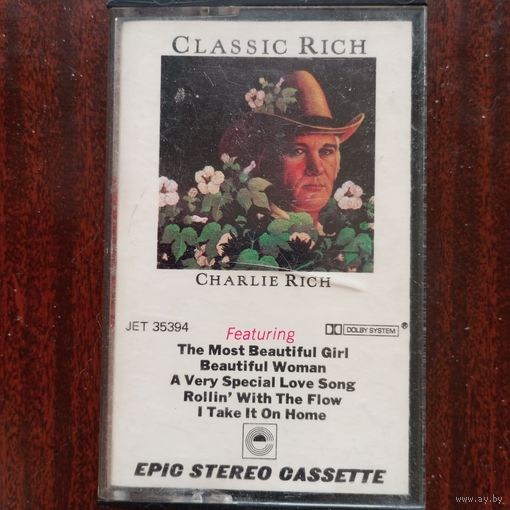 CLASSIC RICH
CHARLIE RICH
JET 35394
Featuring
DOLBY SYSTEM ®
The Most Beautiful Girl
Beautiful Woman
A Very Special Love Song
Rollin' With The Flow
I Take It On Home
EPIC STEREO CASSETTE
www.ay.by